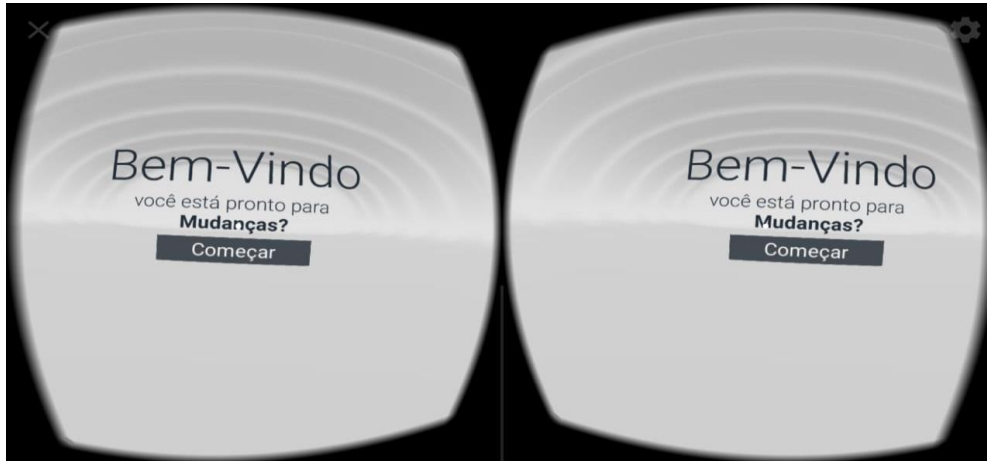 Bem-Vindo
você está pronto para
Mudanças?
Começar
Bem-Vindo
você está pronto para
Mudanças?
Começar